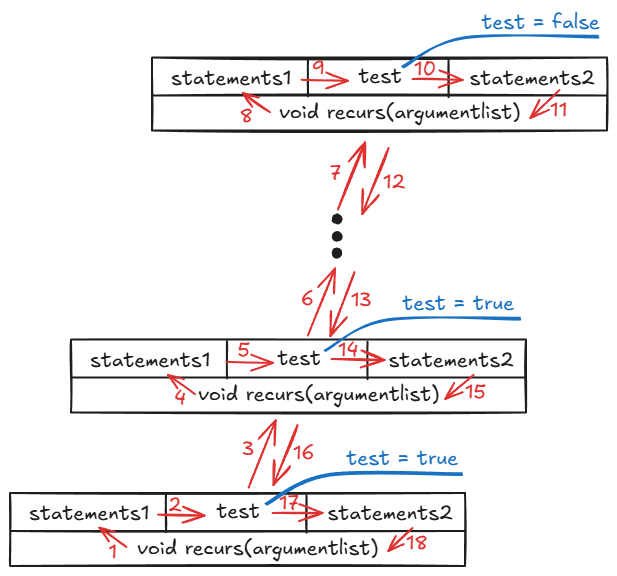 test = false
statements1 9 test 10 statements2
8 void recurs(argumentlist) 11
7 12
6 13
test = true
statements1 5 test 14 statements2
4 void recurs(argumentlist) 15
3 16
test = true
statements1 2 test 17 statements2
1 void recurs(argumentlist) 18